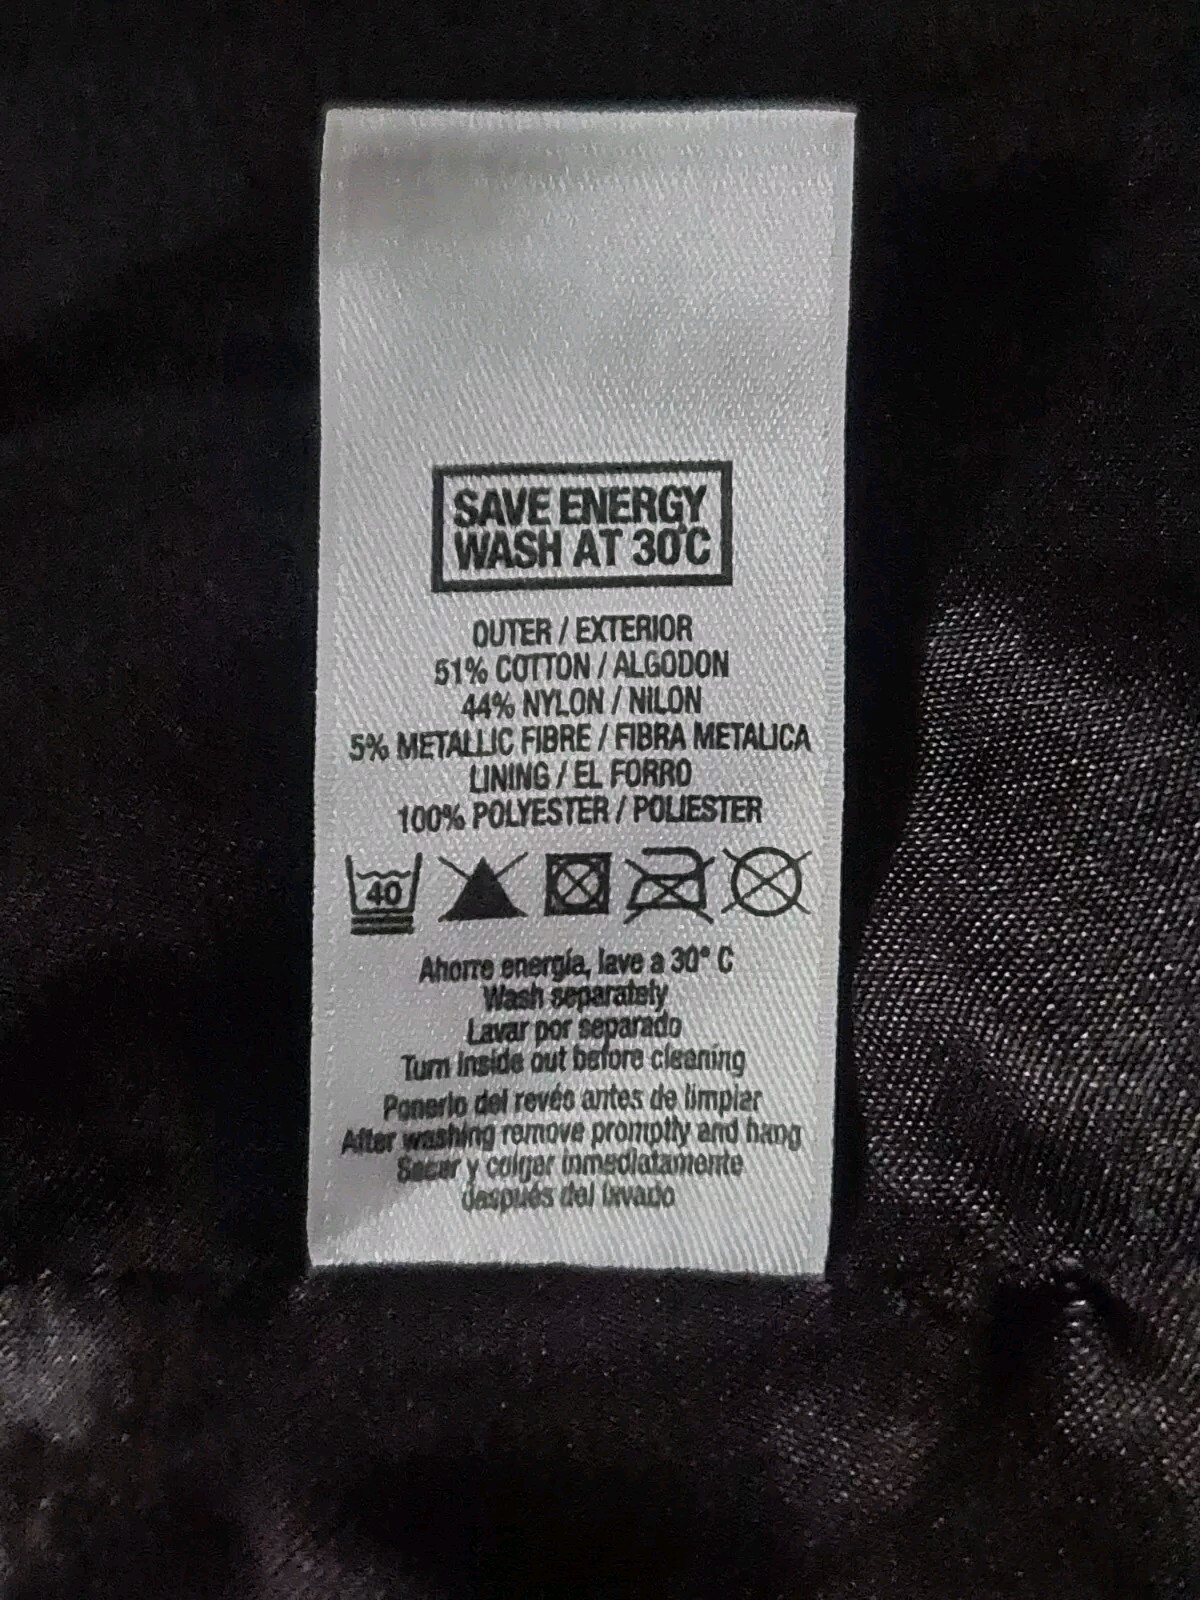 SAVE ENERGY
WASH AT 30°C
OUTER / EXTERIOR
51% COTTON / ALGODON
44% NYLON / NILON
5% METALLIC FIBRE / FIBRA METALICA
LINING / EL FORRO
100% POLYESTER / POLIESTER
40
Ahorre energía, lave a 30° C
Wash separately
Lavar por separado
Turn inside out before cleaning
Ponerlo del revés antes de limpiar
After washing remove promptly and hang
Sacar y colgar inmediatamente
después del lavado